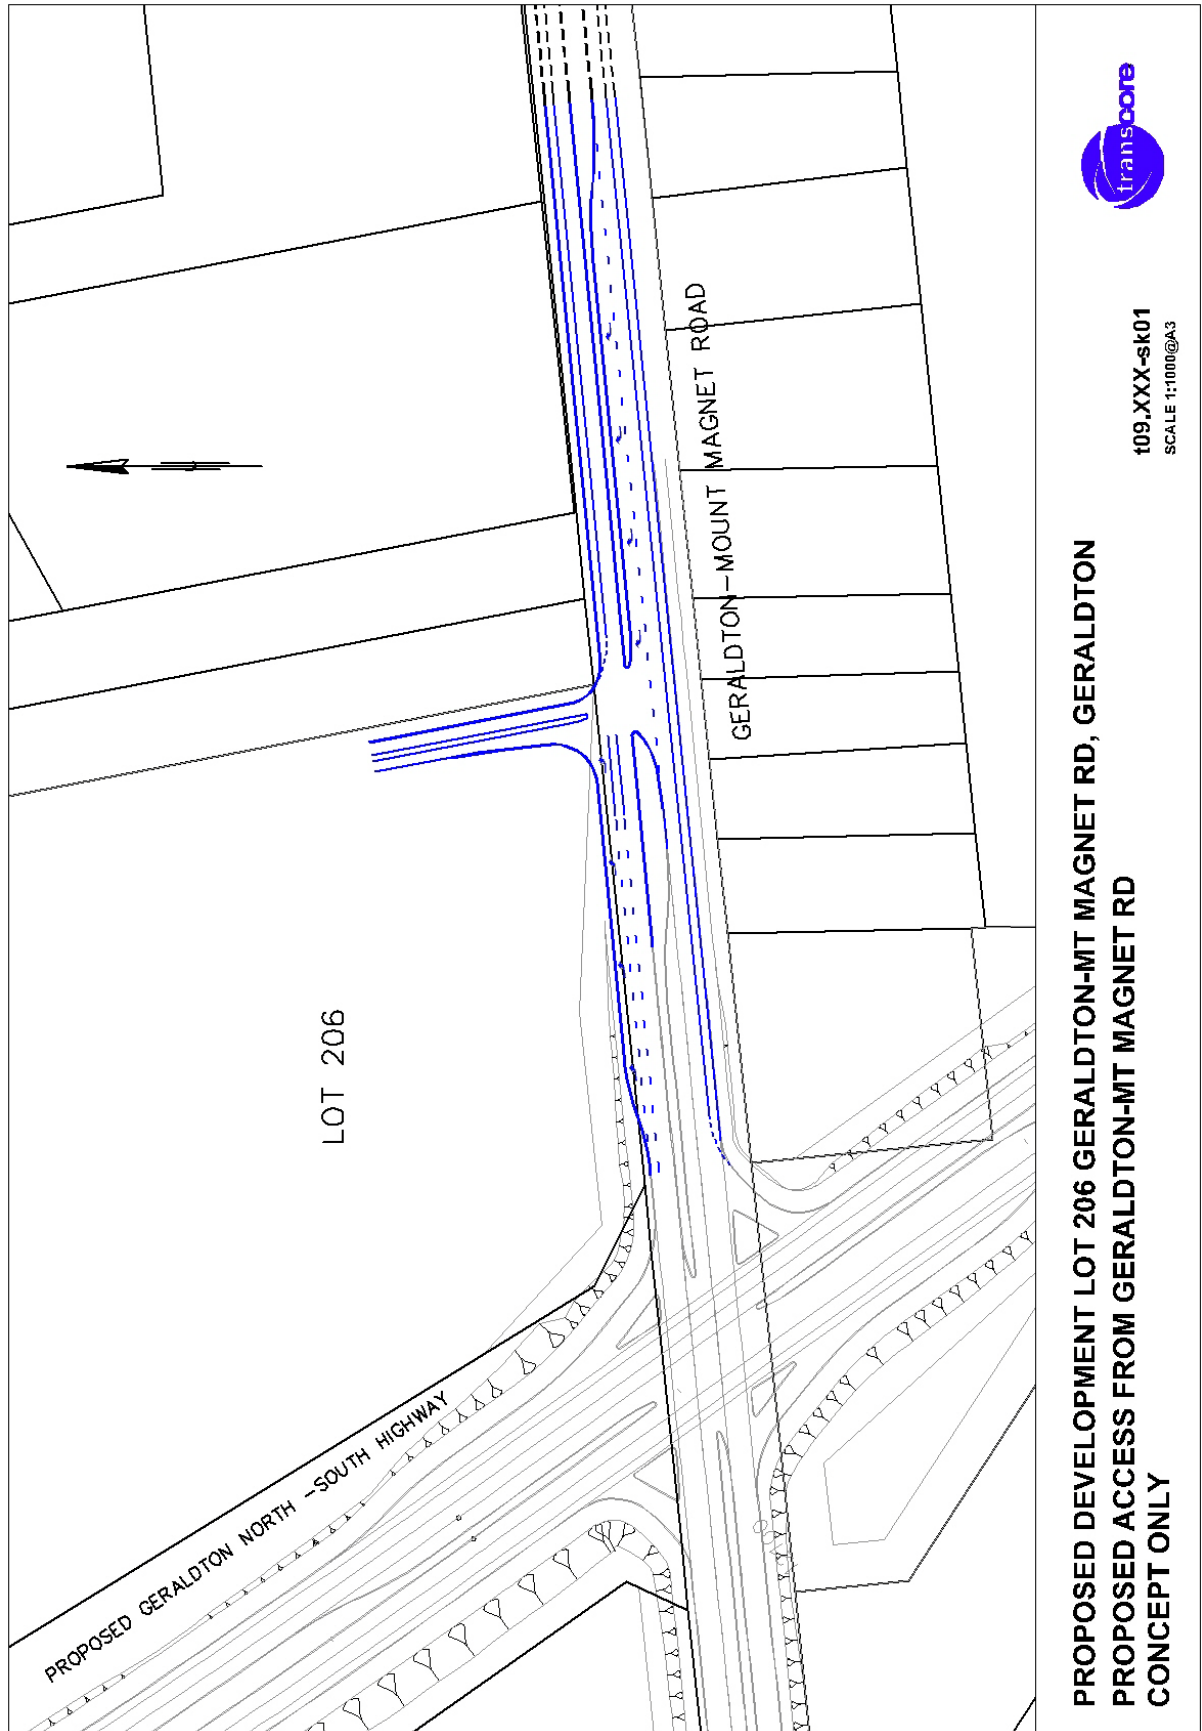 LOT 206
PROPOSED GERALDTON NORTH -SOUTH HIGHWAY
GERALDTON-MOUNT MAGNET ROAD
PROPOSED DEVELOPMENT LOT 206 GERALDTON-MT MAGNET RD, GERALDTON
PROPOSED ACCESS FROM GERALDTON-MT MAGNET RD
CONCEPT ONLY
t09.XXX-sk01
SCALE 1:1000@A3
transcore